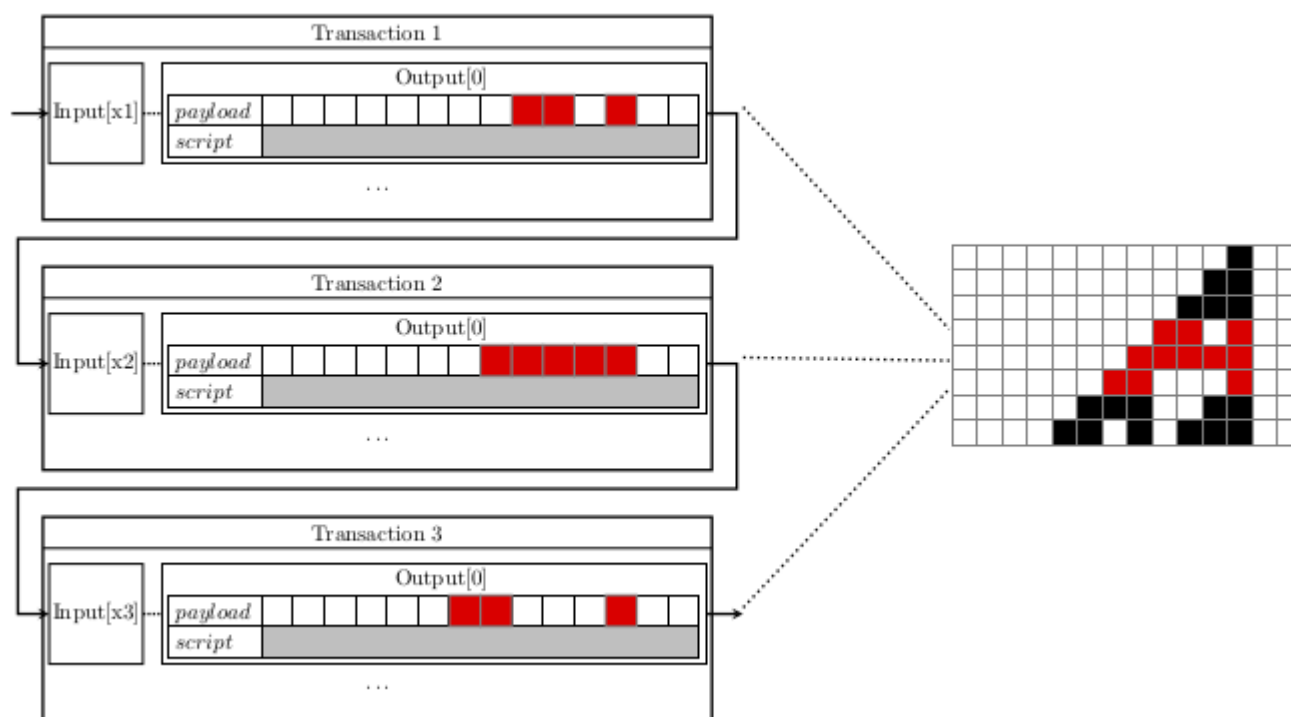 Transaction 1
Output[0]
Input[x1]
payload
script
...
Transaction 2
Output[0]
Input[x2]
payload
script
...
Transaction 3
Output[0]
Input[x3]
payload
script
...